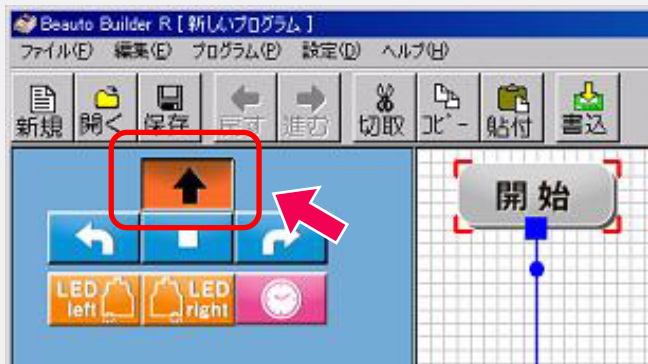 Beauto Builder R [ 新しいプログラム ]
ファイル(F) 編集(E) プログラム(P) 設定(D) ヘルプ(H)
新規 開く 保存 戻す 進む 切取 コピー 貼付 書込
開始
LED left LED right